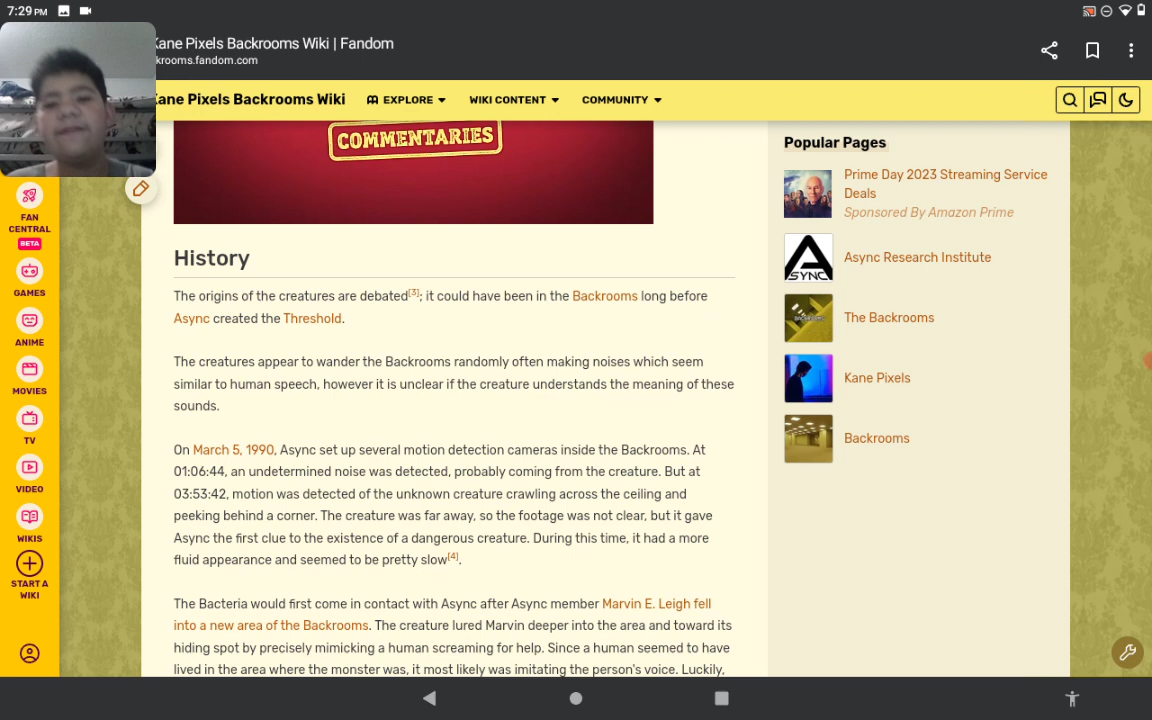 7:29 PM
Kane Pixels Backrooms Wiki | Fandom
krooms.fandom.com
Kane Pixels Backrooms Wiki
EXPLORE
WIKI CONTENT
COMMUNITY
COMMENTARIES
FAN
CENTRAL
BETA
GAMES
ANIME
MOVIES
TV
VIDEO
WIKIS
START A
WIKI
History
The origins of the creatures are debated[3]; it could have been in the Backrooms long before
Async created the Threshold.
The creatures appear to wander the Backrooms randomly often making noises which seem
similar to human speech, however it is unclear if the creature understands the meaning of these
sounds.
On March 5, 1990, Async set up several motion detection cameras inside the Backrooms. At
01:06:44, an undetermined noise was detected, probably coming from the creature. But at
03:53:42, motion was detected of the unknown creature crawling across the ceiling and
peeking behind a corner. The creature was far away, so the footage was not clear, but it gave
Async the first clue to the existence of a dangerous creature. During this time, it had a more
fluid appearance and seemed to be pretty slow[4].
The Bacteria would first come in contact with Async after Async member Marvin E. Leigh fell
into a new area of the Backrooms. The creature lured Marvin deeper into the area and toward its
hiding spot by precisely mimicking a human screaming for help. Since a human seemed to have
lived in the area where the monster was, it most likely was imitating the person's voice. Luckily,
Popular Pages
Prime Day 2023 Streaming Service
Deals
Sponsored By Amazon Prime
ASYNC
Async Research Institute
BACKROOMS
The Backrooms
Kane Pixels
Backrooms